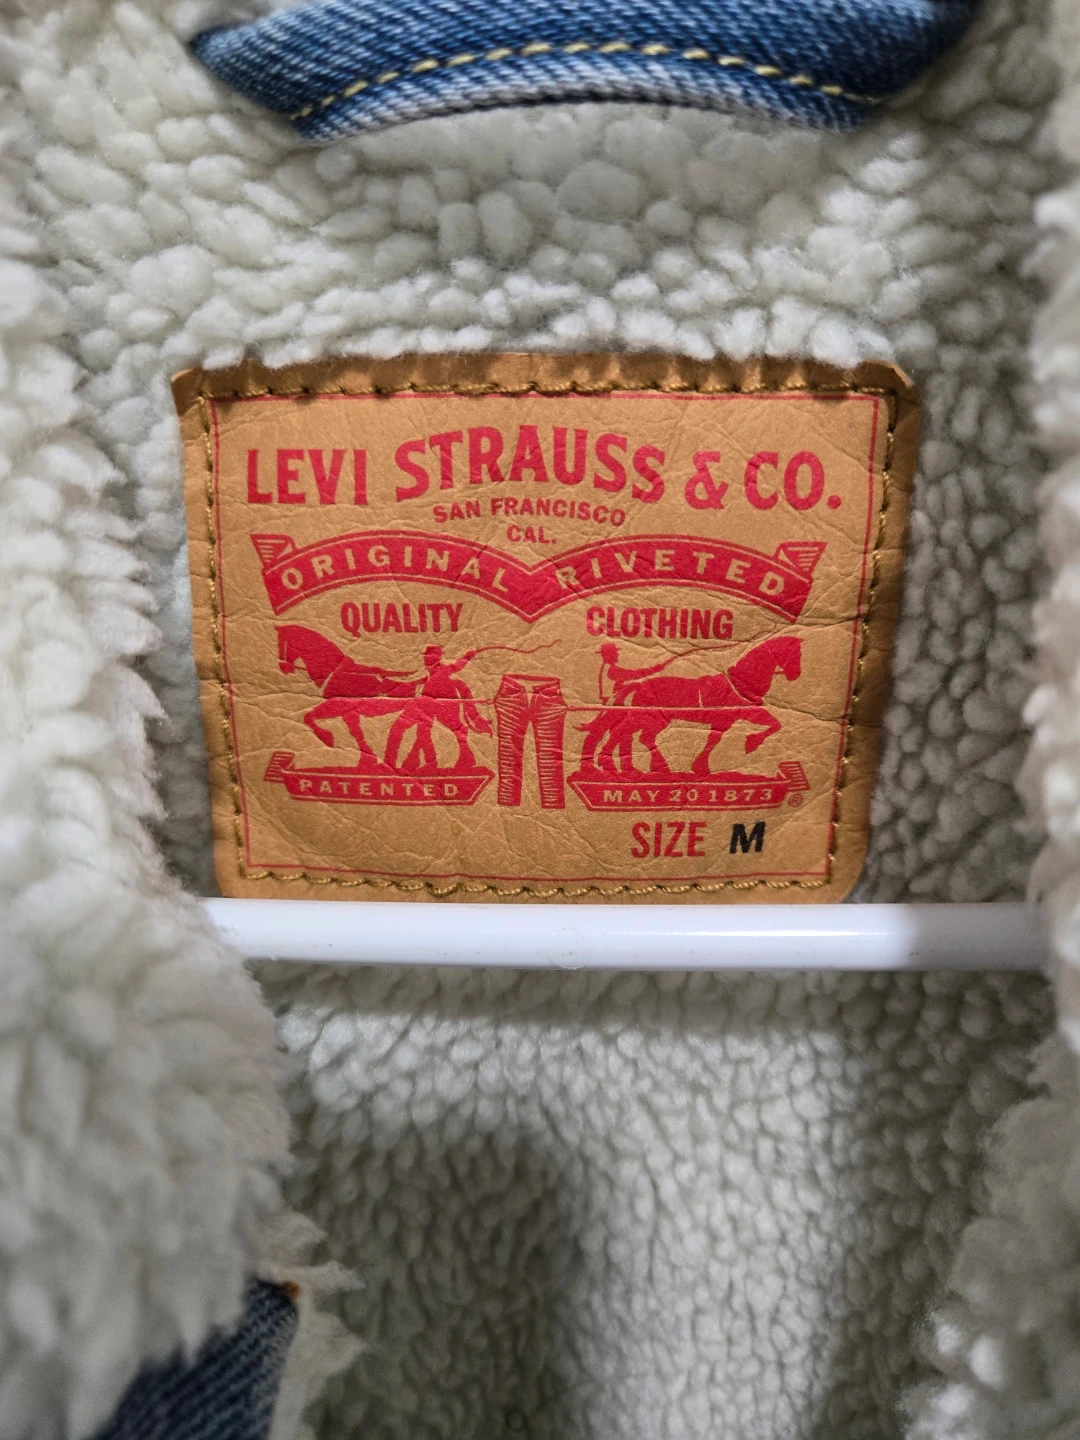 LEVI STRAUSS & CO.
SAN FRANCISCO
CAL.
ORIGINAL RIVETED
QUALITY CLOTHING
PATENTED MAY 20 1873 ®
SIZE M